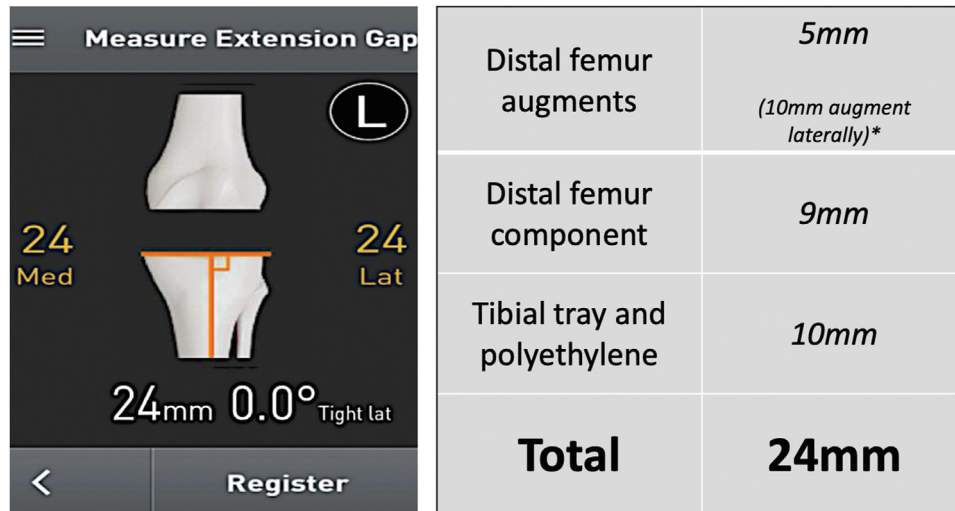 Measure Extension Gap
L
24
Med
24
Lat
24mm 0.0° Tight lat
Register
Distal femur
augments
5mm
(10mm augment
laterally)*
Distal femur
component
9mm
Tibial tray and
polyethylene
10mm
Total
24mm